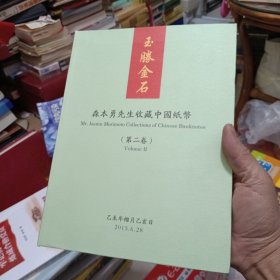 玉勝金石
森本勇先生收藏中國紙幣
Mr. Isamu Morimoto Collections of Chinese Banknotes
(第二卷)
Volume II
乙未年榴月乙亥日
2015.6.28